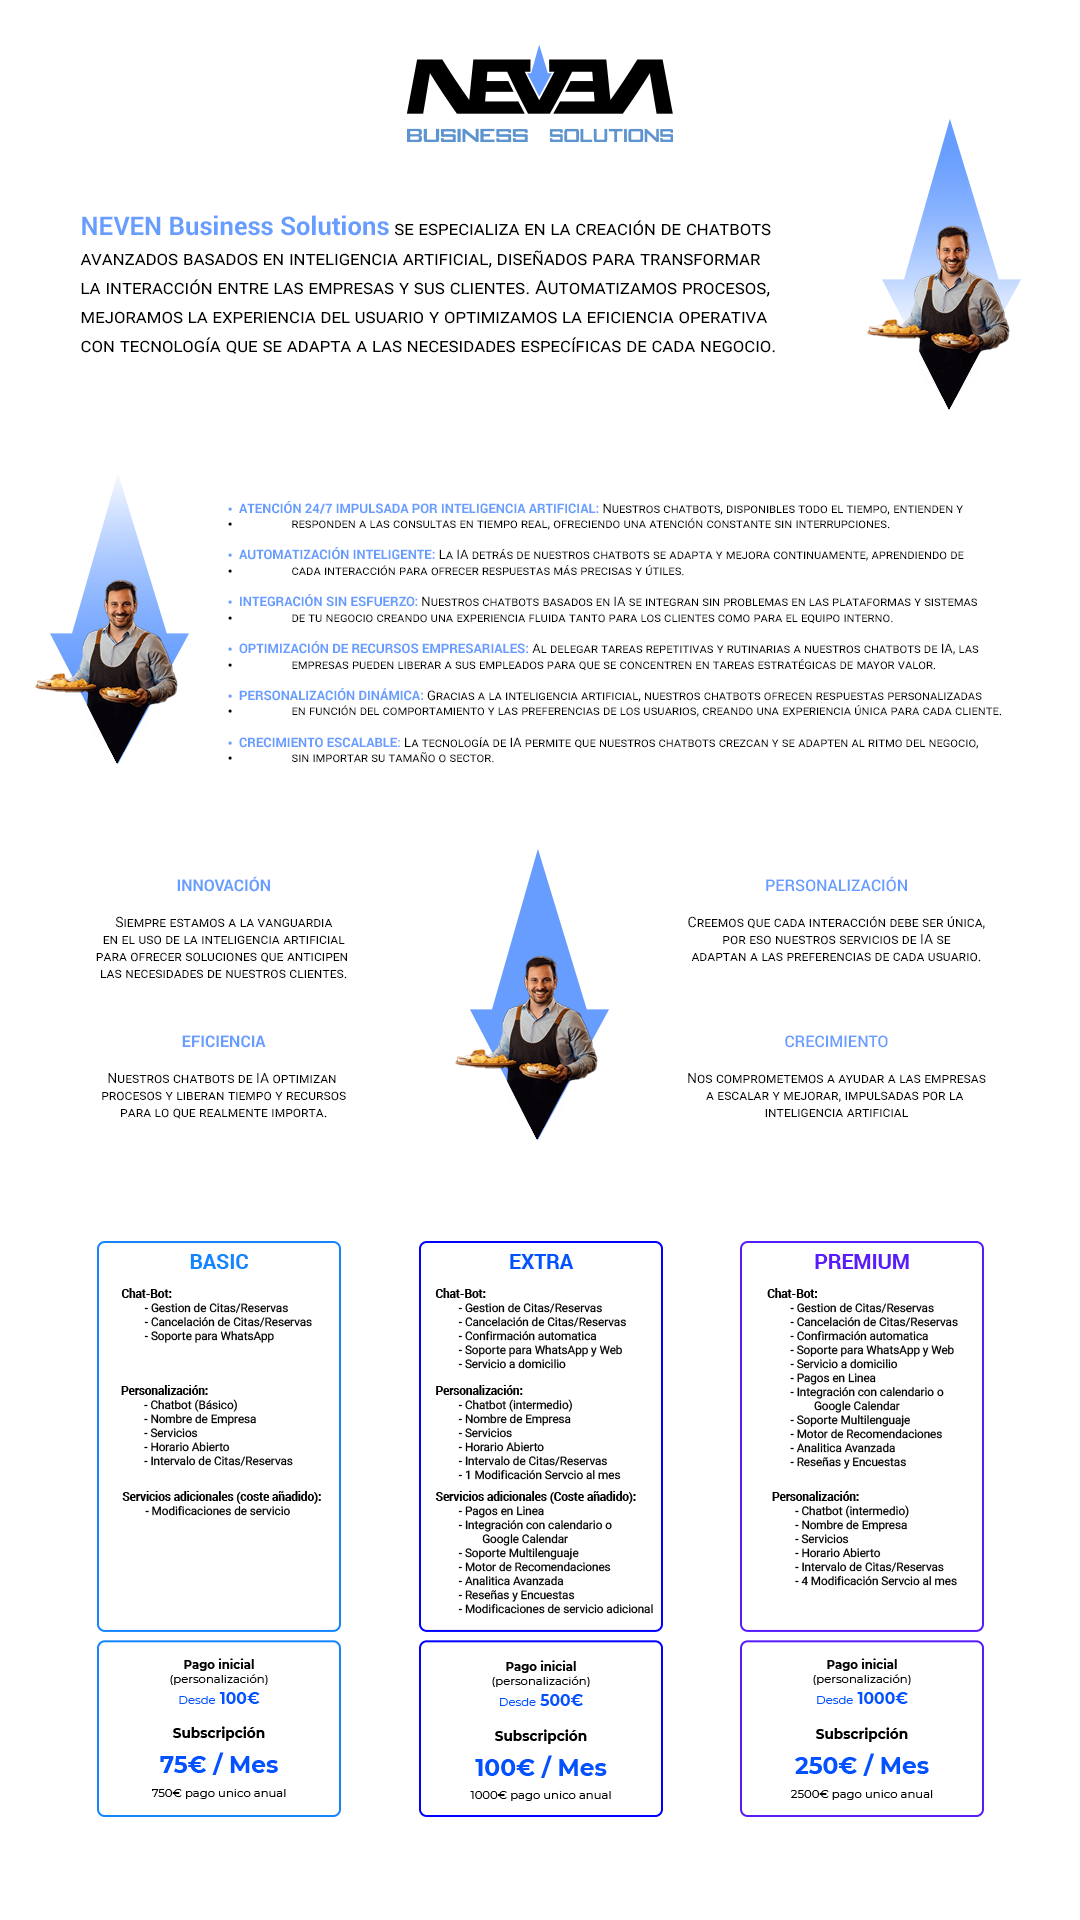 NEVEN
BUSINESS SOLUTIONS
NEVEN Business Solutions SE ESPECIALIZA EN LA CREACIÓN DE CHATBOTS
AVANZADOS BASADOS EN INTELIGENCIA ARTIFICIAL, DISEÑADOS PARA TRANSFORMAR
LA INTERACCIÓN ENTRE LAS EMPRESAS Y SUS CLIENTES. AUTOMATIZAMOS PROCESOS,
MEJORAMOS LA EXPERIENCIA DEL USUARIO Y OPTIMIZAMOS LA EFICIENCIA OPERATIVA
CON TECNOLOGÍA QUE SE ADAPTA A LAS NECESIDADES ESPECÍFICAS DE CADA NEGOCIO.
• ATENCIÓN 24/7 IMPULSADA POR INTELIGENCIA ARTIFICIAL: NUESTROS CHATBOTS, DISPONIBLES TODO EL TIEMPO, ENTIENDEN Y
• RESPONDEN A LAS CONSULTAS EN TIEMPO REAL, OFRECIENDO UNA ATENCIÓN CONSTANTE SIN INTERRUPCIONES.
• AUTOMATIZACIÓN INTELIGENTE: LA IA DETRÁS DE NUESTROS CHATBOTS SE ADAPTA Y MEJORA CONTINUAMENTE, APRENDIENDO DE
• CADA INTERACCIÓN PARA OFRECER RESPUESTAS MÁS PRECISAS Y ÚTILES.
• INTEGRACIÓN SIN ESFUERZO: NUESTROS CHATBOTS BASADOS EN IA SE INTEGRAN SIN PROBLEMAS EN LAS PLATAFORMAS Y SISTEMAS
• DE TU NEGOCIO CREANDO UNA EXPERIENCIA FLUIDA TANTO PARA LOS CLIENTES COMO PARA EL EQUIPO INTERNO.
• OPTIMIZACIÓN DE RECURSOS EMPRESARIALES: AL DELEGAR TAREAS REPETITIVAS Y RUTINARIAS A NUESTROS CHATBOTS DE IA, LAS
• EMPRESAS PUEDEN LIBERAR A SUS EMPLEADOS PARA QUE SE CONCENTREN EN TAREAS ESTRATÉGICAS DE MAYOR VALOR.
• PERSONALIZACIÓN DINÁMICA: GRACIAS A LA INTELIGENCIA ARTIFICIAL, NUESTROS CHATBOTS OFRECEN RESPUESTAS PERSONALIZADAS
• EN FUNCIÓN DEL COMPORTAMIENTO Y LAS PREFERENCIAS DE LOS USUARIOS, CREANDO UNA EXPERIENCIA ÚNICA PARA CADA CLIENTE.
• CRECIMIENTO ESCALABLE: LA TECNOLOGÍA DE IA PERMITE QUE NUESTROS CHATBOTS CREZCAN Y SE ADAPTEN AL RITMO DEL NEGOCIO,
• SIN IMPORTAR SU TAMAÑO O SECTOR.
INNOVACIÓN
SIEMPRE ESTAMOS A LA VANGUARDIA
EN EL USO DE LA INTELIGENCIA ARTIFICIAL
PARA OFRECER SOLUCIONES QUE ANTICIPEN
LAS NECESIDADES DE NUESTROS CLIENTES.
PERSONALIZACIÓN
CREEMOS QUE CADA INTERACCIÓN DEBE SER ÚNICA,
POR ESO NUESTROS SERVICIOS DE IA SE
ADAPTAN A LAS PREFERENCIAS DE CADA USUARIO.
EFICIENCIA
NUESTROS CHATBOTS DE IA OPTIMIZAN
PROCESOS Y LIBERAN TIEMPO Y RECURSOS
PARA LO QUE REALMENTE IMPORTA.
CRECIMIENTO
NOS COMPROMETEMOS A AYUDAR A LAS EMPRESAS
A ESCALAR Y MEJORAR, IMPULSADAS POR LA
INTELIGENCIA ARTIFICIAL
BASIC
Chat-Bot:
- Gestion de Citas/Reservas
- Cancelación de Citas/Reservas
- Soporte para WhatsApp
Personalización:
- Chatbot (Básico)
- Nombre de Empresa
- Servicios
- Horario Abierto
- Intervalo de Citas/Reservas
Servicios adicionales (coste añadido):
- Modificaciones de servicio
Pago inicial
(personalización)
Desde 100€
Subscripción
75€ / Mes
750€ pago unico anual
EXTRA
Chat-Bot:
- Gestion de Citas/Reservas
- Cancelación de Citas/Reservas
- Confirmación automatica
- Soporte para WhatsApp y Web
- Servicio a domicilio
Personalización:
- Chatbot (intermedio)
- Nombre de Empresa
- Servicios
- Horario Abierto
- Intervalo de Citas/Reservas
- 1 Modificación Servcio al mes
Servicios adicionales (Coste añadido):
- Pagos en Linea
- Integración con calendario o
Google Calendar
- Soporte Multilenguaje
- Motor de Recomendaciones
- Analitica Avanzada
- Reseñas y Encuestas
- Modificaciones de servicio adicional
Pago inicial
(personalización)
Desde 500€
Subscripción
100€ / Mes
1000€ pago unico anual
PREMIUM
Chat-Bot:
- Gestion de Citas/Reservas
- Cancelación de Citas/Reservas
- Confirmación automatica
- Soporte para WhatsApp y Web
- Servicio a domicilio
- Pagos en Linea
- Integración con calendario o
Google Calendar
- Soporte Multilenguaje
- Motor de Recomendaciones
- Analitica Avanzada
- Reseñas y Encuestas
Personalización:
- Chatbot (intermedio)
- Nombre de Empresa
- Servicios
- Horario Abierto
- Intervalo de Citas/Reservas
- 4 Modificación Servcio al mes
Pago inicial
(personalización)
Desde 1000€
Subscripción
250€ / Mes
2500€ pago unico anual